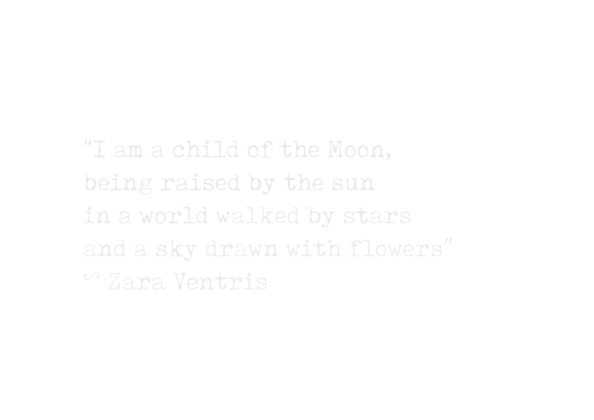 "I am a child of the Moon,
being raised by the sun
in a world walked by stars
and a sky drawn with flowers"
~ Zara Ventris